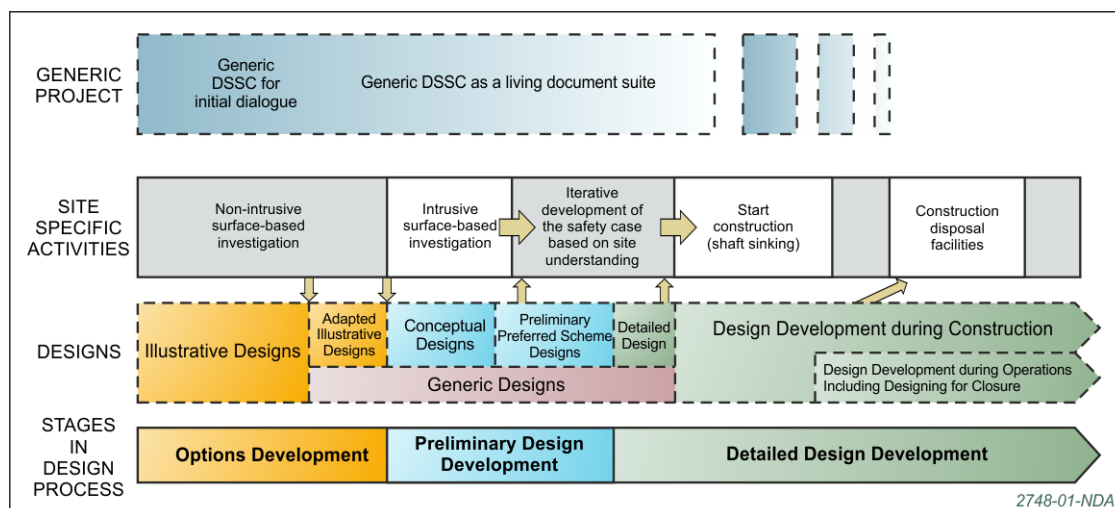 GENERIC
PROJECT
Generic
DSSC for
initial dialogue
Generic DSSC as a living document suite
SITE
SPECIFIC
ACTIVITIES
Non-intrusive
surface-based
investigation
Intrusive
surface-based
investigation
Iterative
development of
the safety case
based on site
understanding
Start
construction
(shaft sinking)
Construction
disposal
facilities
DESIGNS
Illustrative Designs
Adapted
Illustrative
Designs
Conceptual
Designs
Preliminary
Preferred Scheme
Designs
Detailed
Design
Design Development during Construction
Generic Designs
Design Development during Operations
Including Designing for Closure
STAGES
IN
DESIGN
PROCESS
Options Development
Preliminary Design
Development
Detailed Design Development
2748-01-NDA